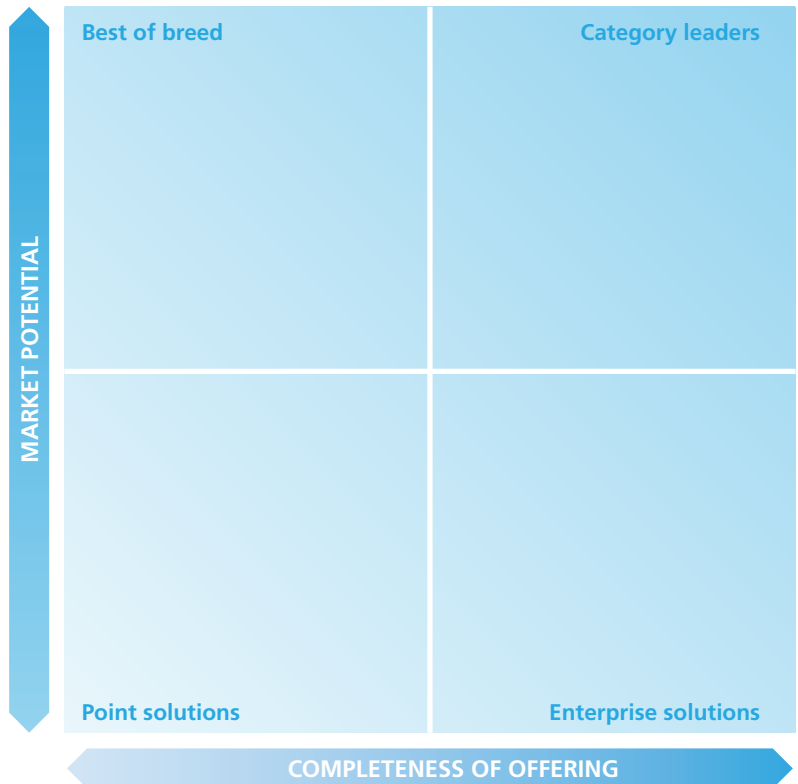 Best of breed
Category leaders
MARKET POTENTIAL
Point solutions
Enterprise solutions
COMPLETENESS OF OFFERING